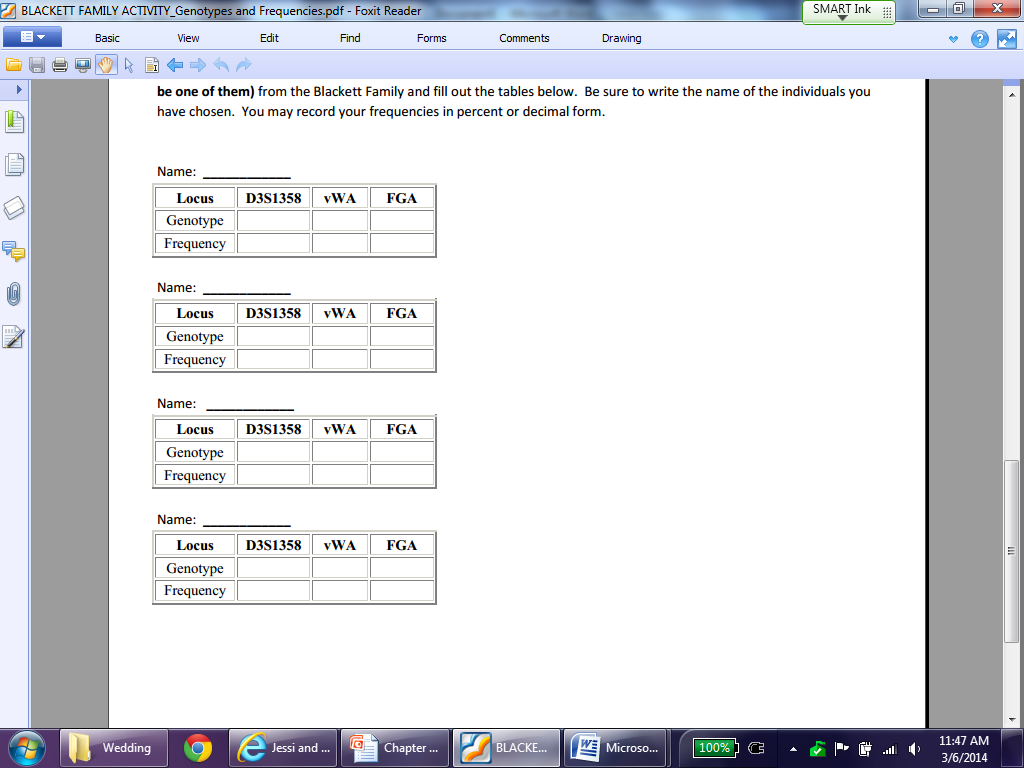 BLACKETT FAMILY ACTIVITY_Genotypes and Frequencies.pdf - Foxit Reader
SMART Ink
Basic View Edit Find Forms Comments Drawing
be one of them) from the Blackett Family and fill out the tables below. Be sure to write the name of the individuals you
have chosen. You may record your frequencies in percent or decimal form.
Name: ____________
Locus D3S1358 vWA FGA
Genotype
Frequency
Name: ____________
Locus D3S1358 vWA FGA
Genotype
Frequency
Name: ____________
Locus D3S1358 vWA FGA
Genotype
Frequency
Name: ____________
Locus D3S1358 vWA FGA
Genotype
Frequency
Wedding Jessi and ... Chapter ... BLACKE... Microso... 100% 11:47 AM
3/6/2014